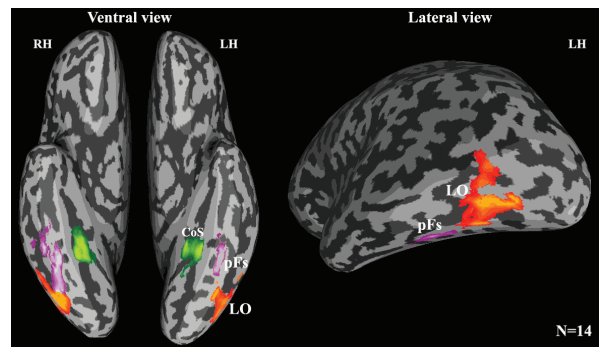 Ventral view
Lateral view
RH
LH
LH
LO
CoS
pFs
pFs
LO
N=14